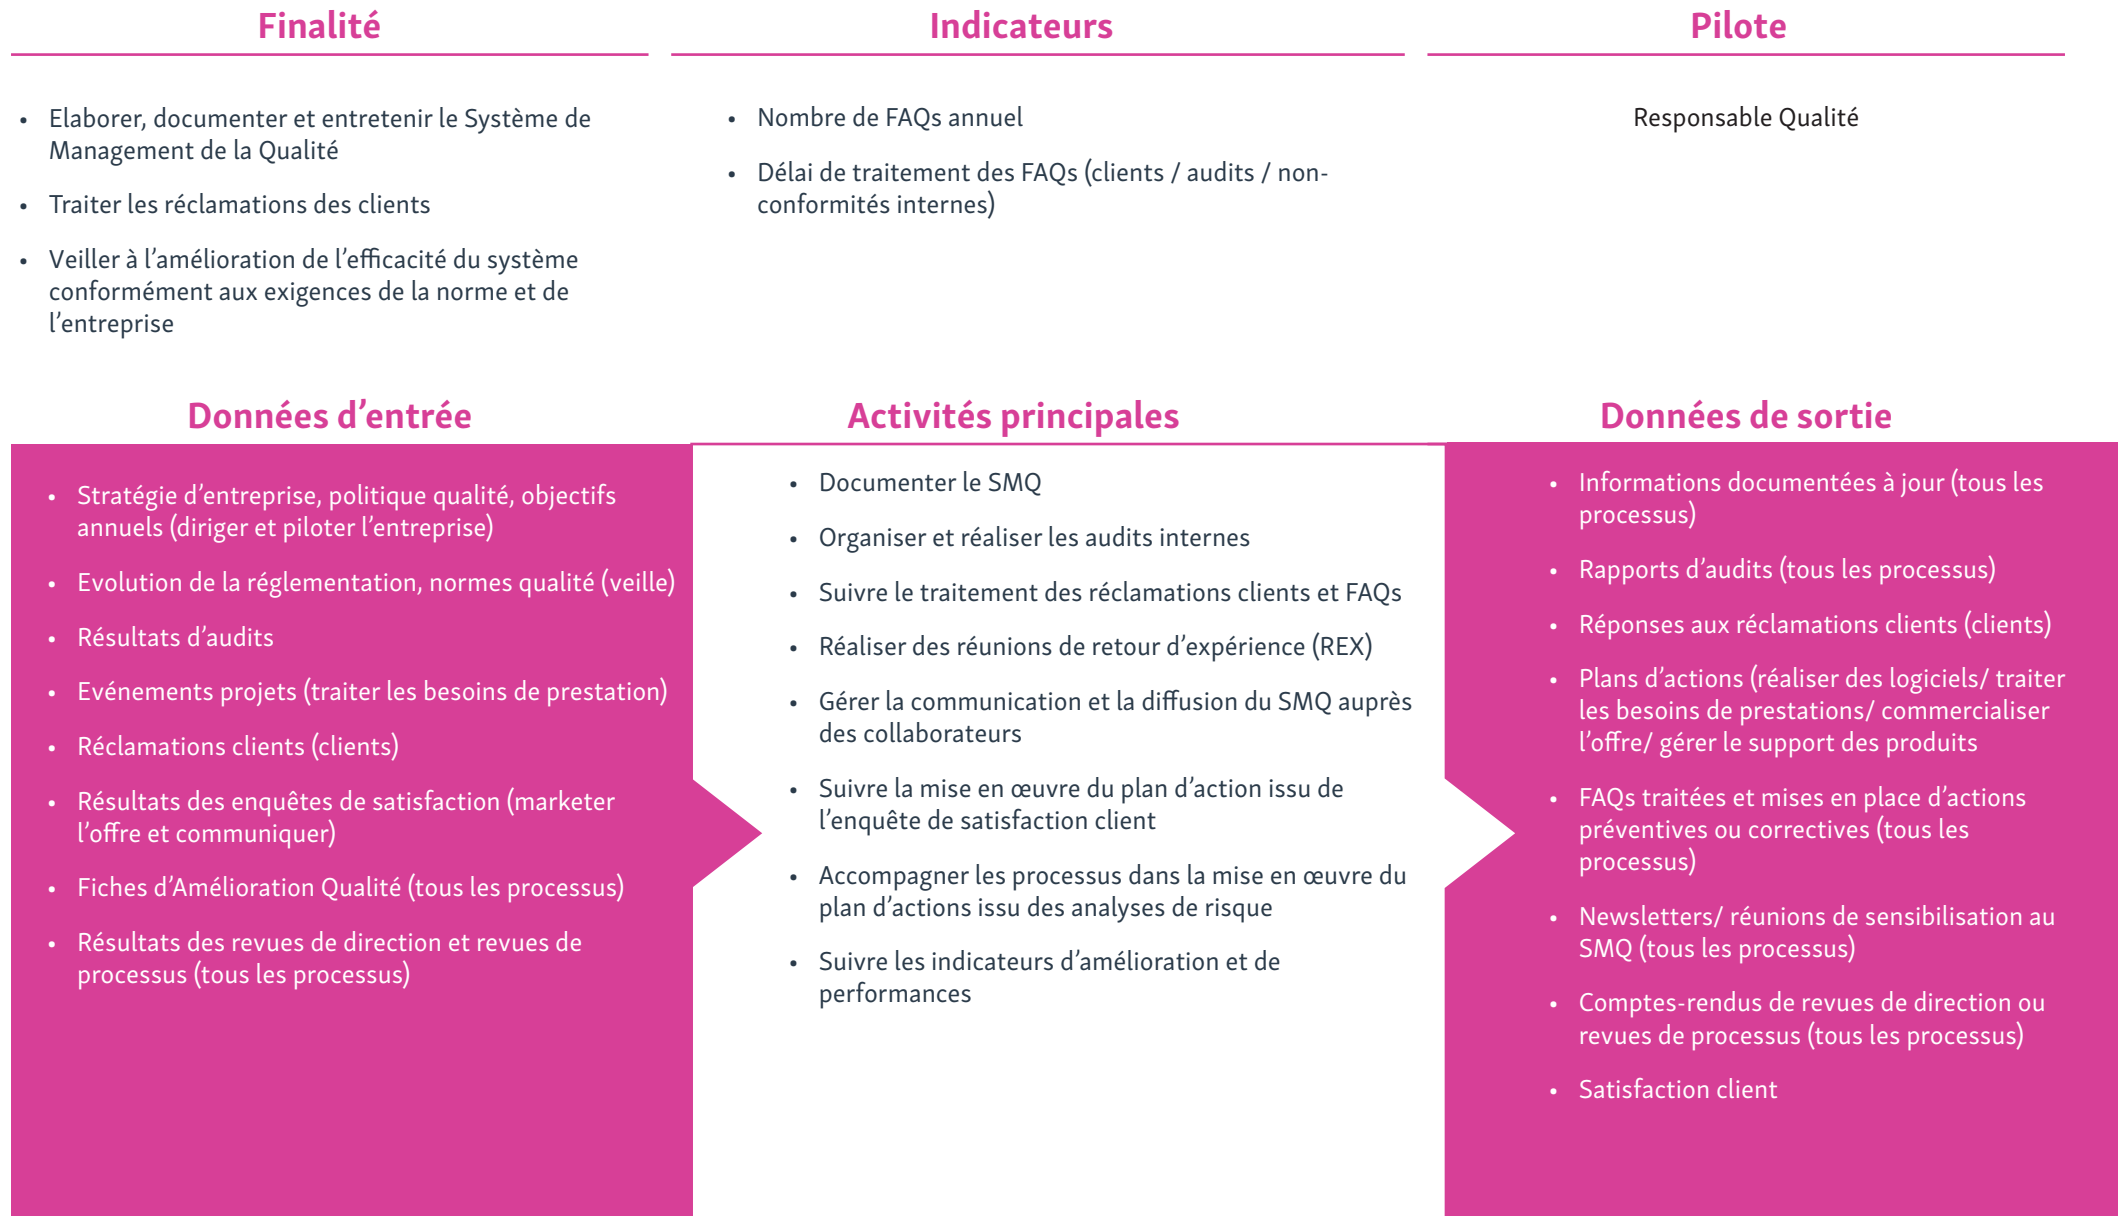 Finalité
• Elaborer, documenter et entretenir le Système de
Management de la Qualité
• Traiter les réclamations des clients
• Veiller à l’amélioration de l’efficacité du système
conformément aux exigences de la norme et de
l’entreprise
Indicateurs
• Nombre de FAQs annuel
• Délai de traitement des FAQs (clients / audits / non-
conformités internes)
Pilote
Responsable Qualité
Données d’entrée
• Stratégie d’entreprise, politique qualité, objectifs
annuels (diriger et piloter l’entreprise)
• Evolution de la réglementation, normes qualité (veille)
• Résultats d’audits
• Evénements projets (traiter les besoins de prestation)
• Réclamations clients (clients)
• Résultats des enquêtes de satisfaction (marketer
l’offre et communiquer)
• Fiches d’Amélioration Qualité (tous les processus)
• Résultats des revues de direction et revues de
processus (tous les processus)
Activités principales
• Documenter le SMQ
• Organiser et réaliser les audits internes
• Suivre le traitement des réclamations clients et FAQs
• Réaliser des réunions de retour d’expérience (REX)
• Gérer la communication et la diffusion du SMQ auprès
des collaborateurs
• Suivre la mise en œuvre du plan d’action issu de
l’enquête de satisfaction client
• Accompagner les processus dans la mise en œuvre du
plan d’actions issu des analyses de risque
• Suivre les indicateurs d’amélioration et de
performances
Données de sortie
• Informations documentées à jour (tous les
processus)
• Rapports d’audits (tous les processus)
• Réponses aux réclamations clients (clients)
• Plans d’actions (réaliser des logiciels/ traiter
les besoins de prestations/ commercialiser
l’offre/ gérer le support des produits
• FAQs traitées et mises en place d’actions
préventives ou correctives (tous les
processus)
• Newsletters/ réunions de sensibilisation au
SMQ (tous les processus)
• Comptes-rendus de revues de direction ou
revues de processus (tous les processus)
• Satisfaction client